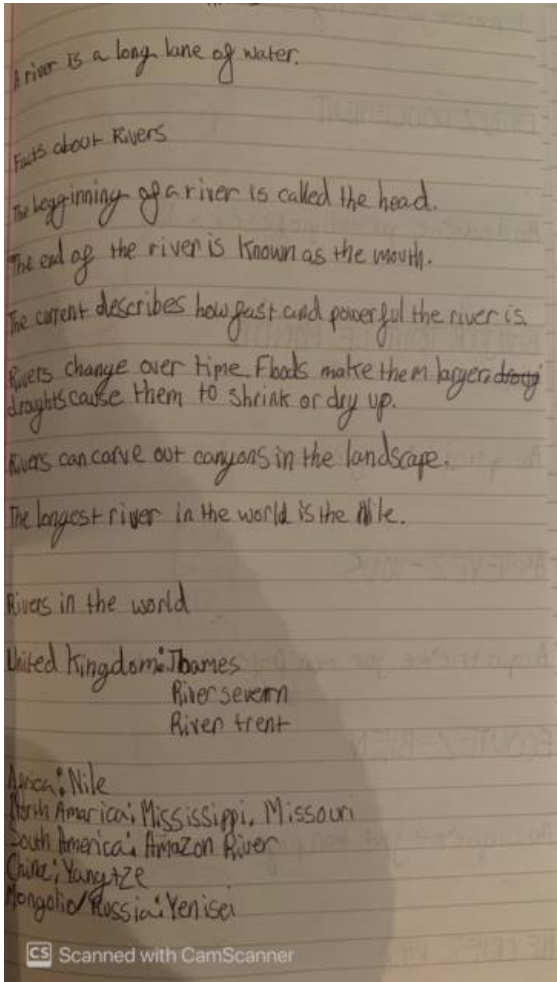 A river is a long lane of water.
Facts about Rivers
The begginning of a river is called the head.
The end of the river is known as the mouth.
The current describes how fast and powerful the river is.
Rivers change over time. Floods make them larger, droug
droughts cause them to shrink or dry up.
Rivers can carve out canyons in the landscape.
The longest river in the world is the Nile.
Rivers in the world
United Kingdom: Thames
River severn
River trent
Africa: Nile
North Amarica: Mississippi, Missouri
South America: Amazon River
China: Yangtze
Mongolia/Russia: Yenisei
CS Scanned with CamScanner